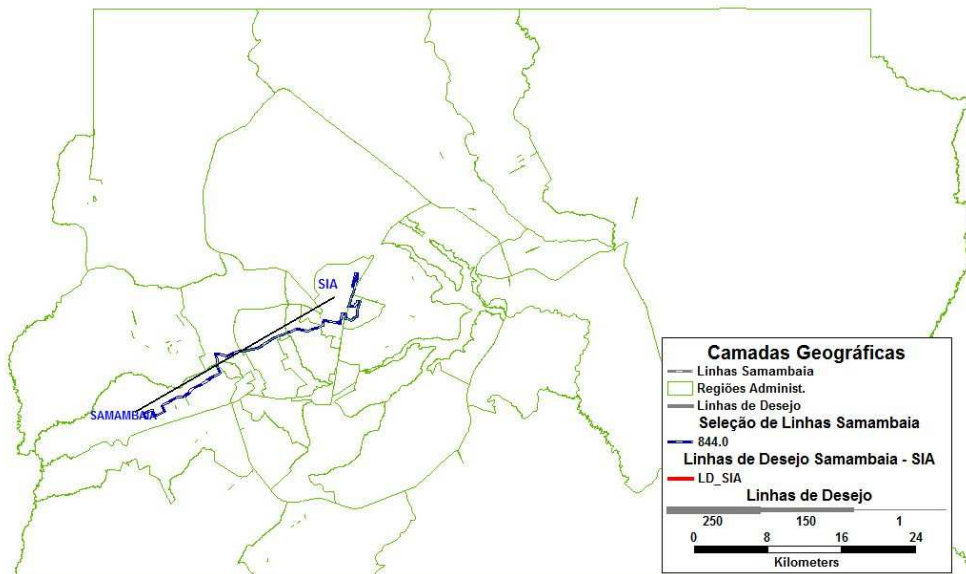 SIA
SAMAMBAIA
Camadas Geográficas
Linhas Samambaia
Regiões Administ.
Linhas de Desejo
Seleção de Linhas Samambaia
844.0
Linhas de Desejo Samambaia - SIA
LD_SIA
Linhas de Desejo
250 150 1
0 8 16 24
Kilometers